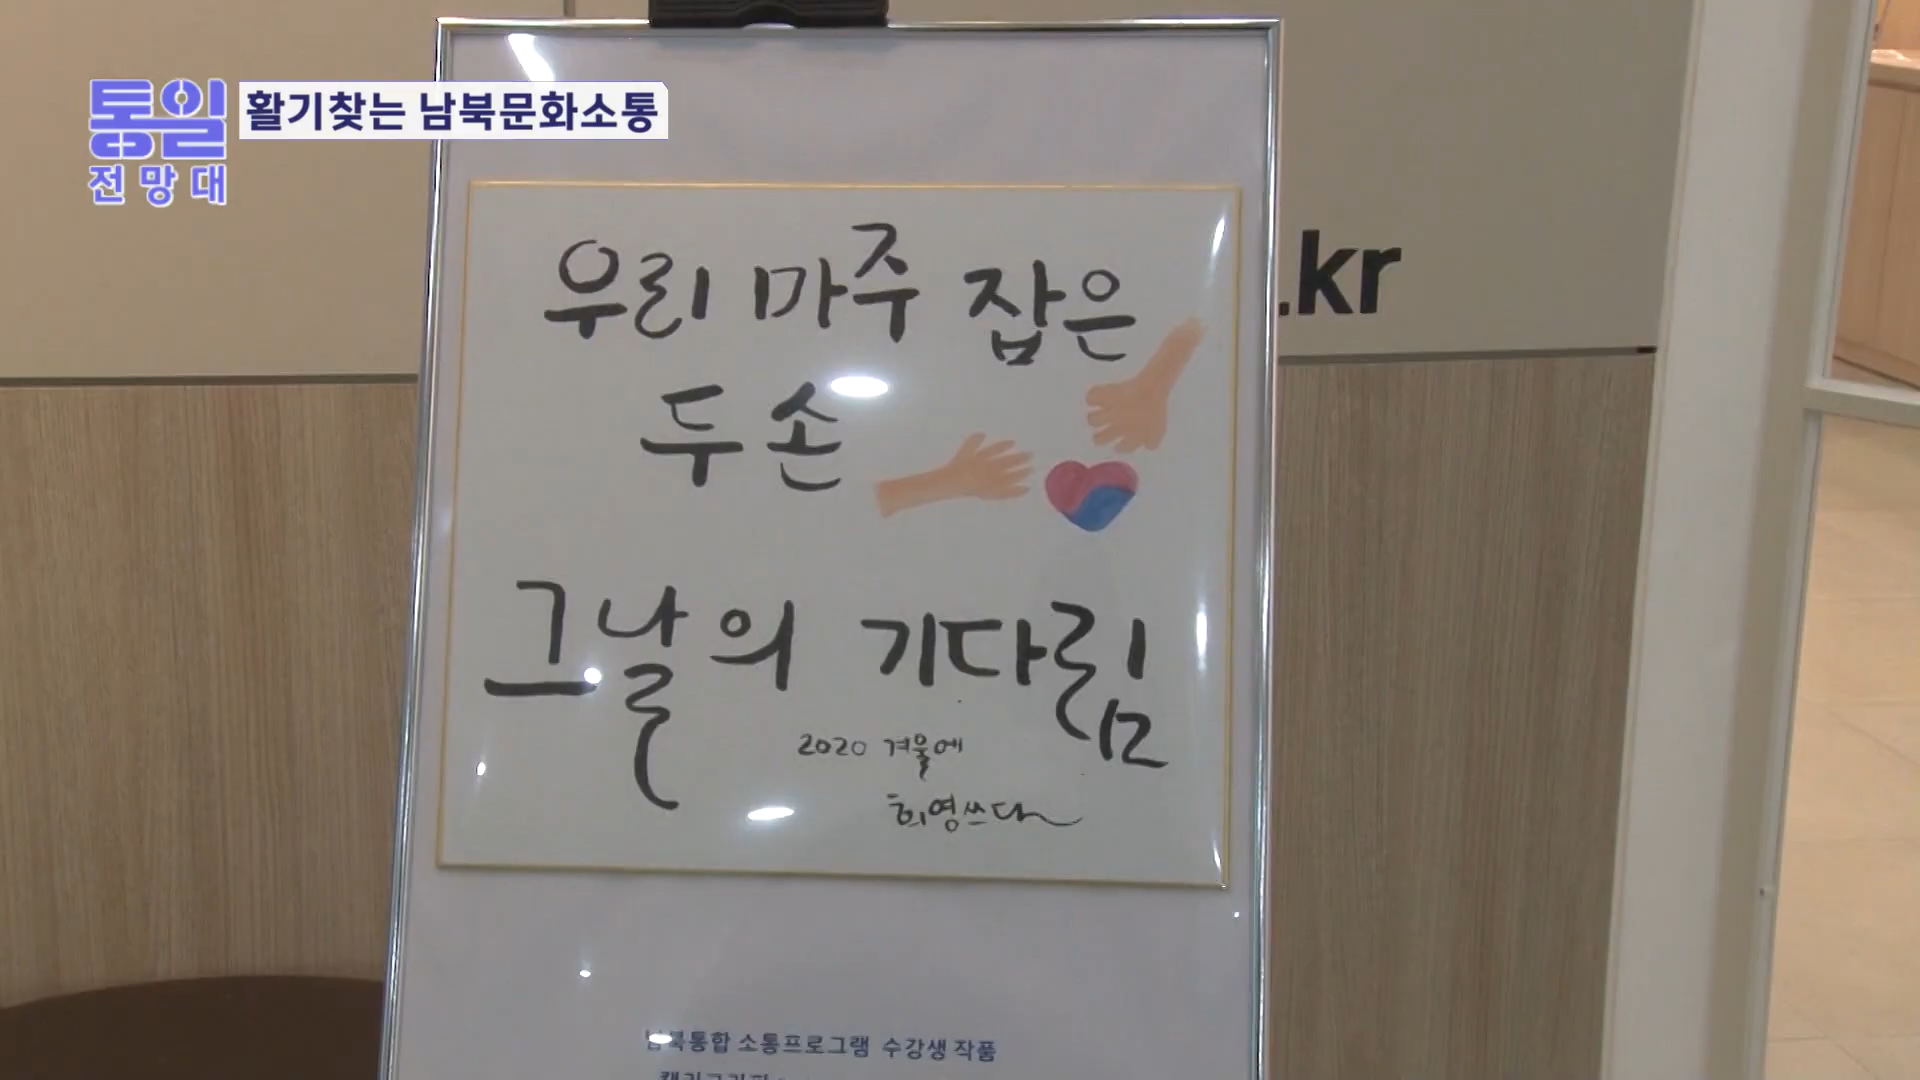 통일
전망대
활기찾는 남북문화소통
.kr
우리 마주 잡은
두 손
그날의 기다림
2020 겨울에
희영쓰다
남북통합 소통프로그램 수강생 작품